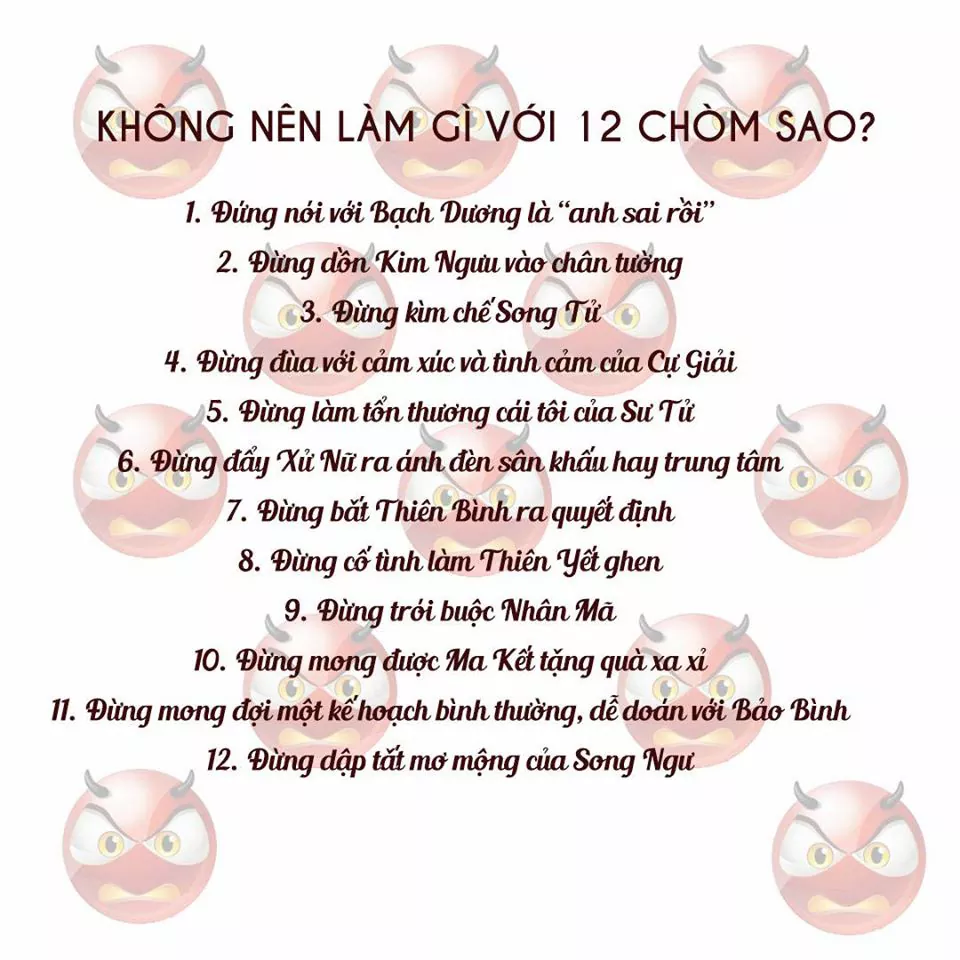 KHÔNG NÊN LÀM GÌ VỚI 12 CHÒM SAO?
1. Đứng nói với Bạch Dương là “anh sai rồi”
2. Đừng dồn Kim Ngưu vào chân tường
3. Đừng kìm chế Song Tử
4. Đừng đùa với cảm xúc và tình cảm của Cự Giải
5. Đừng làm tổn thương cái tôi của Sư Tử
6. Đừng đẩy Xử Nữ ra ánh đèn sân khấu hay trung tâm
7. Đừng bắt Thiên Bình ra quyết định
8. Đừng cố tình làm Thiên Yết ghen
9. Đừng trói buộc Nhân Mã
10. Đừng mong được Ma Kết tặng quà xa xỉ
11. Đừng mong đợi một kế hoạch bình thường, dễ doán với Bảo Bình
12. Đừng dập tắt mơ mộng của Song Ngư